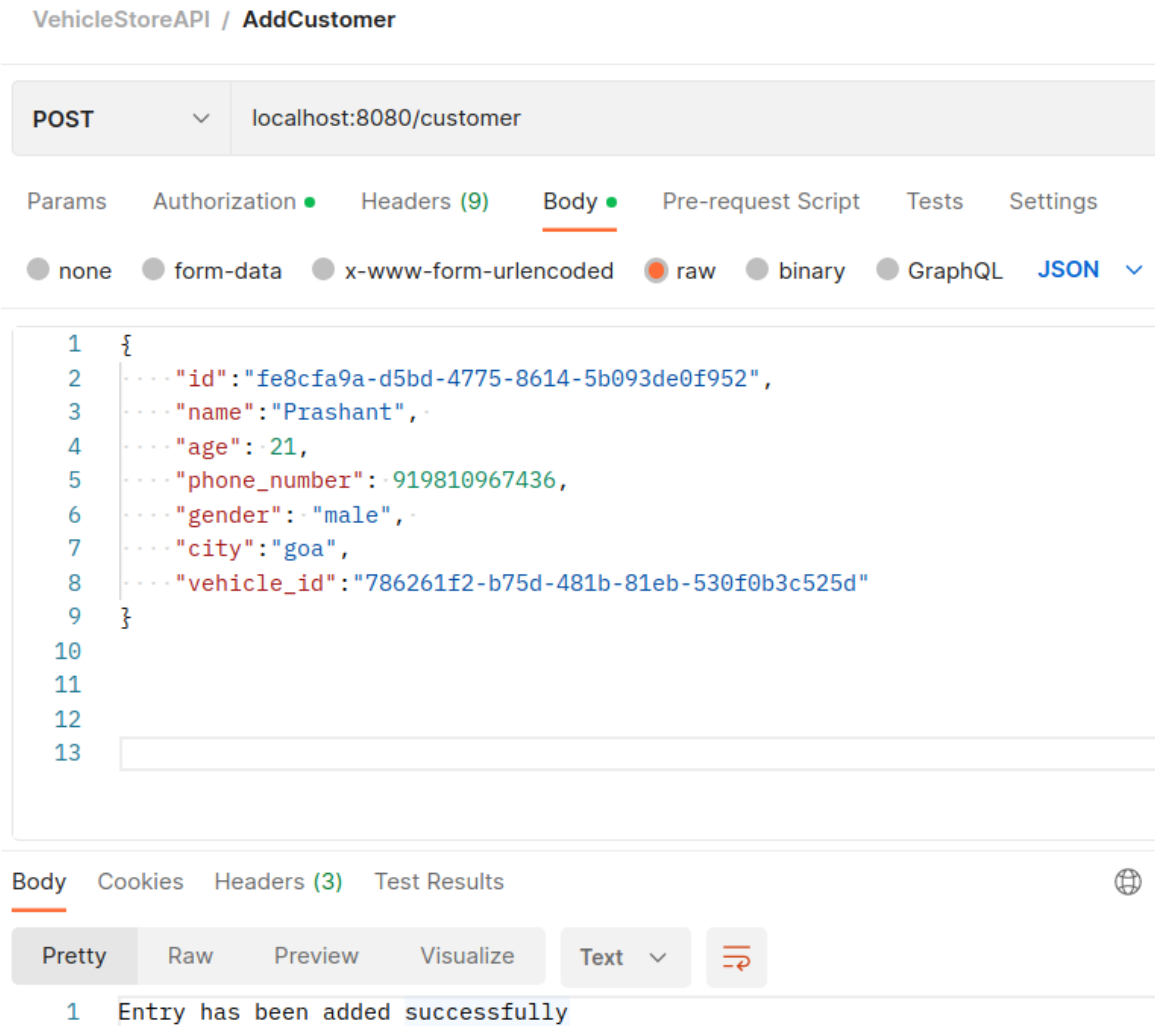 VehicleStoreAPI / AddCustomer
POST localhost:8080/customer
Params Authorization Headers (9) Body Pre-request Script Tests Settings
none form-data x-www-form-urlencoded raw binary GraphQL JSON
1 {
2 "id":"fe8cfa9a-d5bd-4775-8614-5b093de0f952",
3 "name":"Prashant",
4 "age": 21,
5 "phone_number": 919810967436,
6 "gender": "male",
7 "city":"goa",
8 "vehicle_id":"786261f2-b75d-481b-81eb-530f0b3c525d"
9 }
10
11
12
13
Body Cookies Headers (3) Test Results
Pretty Raw Preview Visualize Text
1 Entry has been added successfully